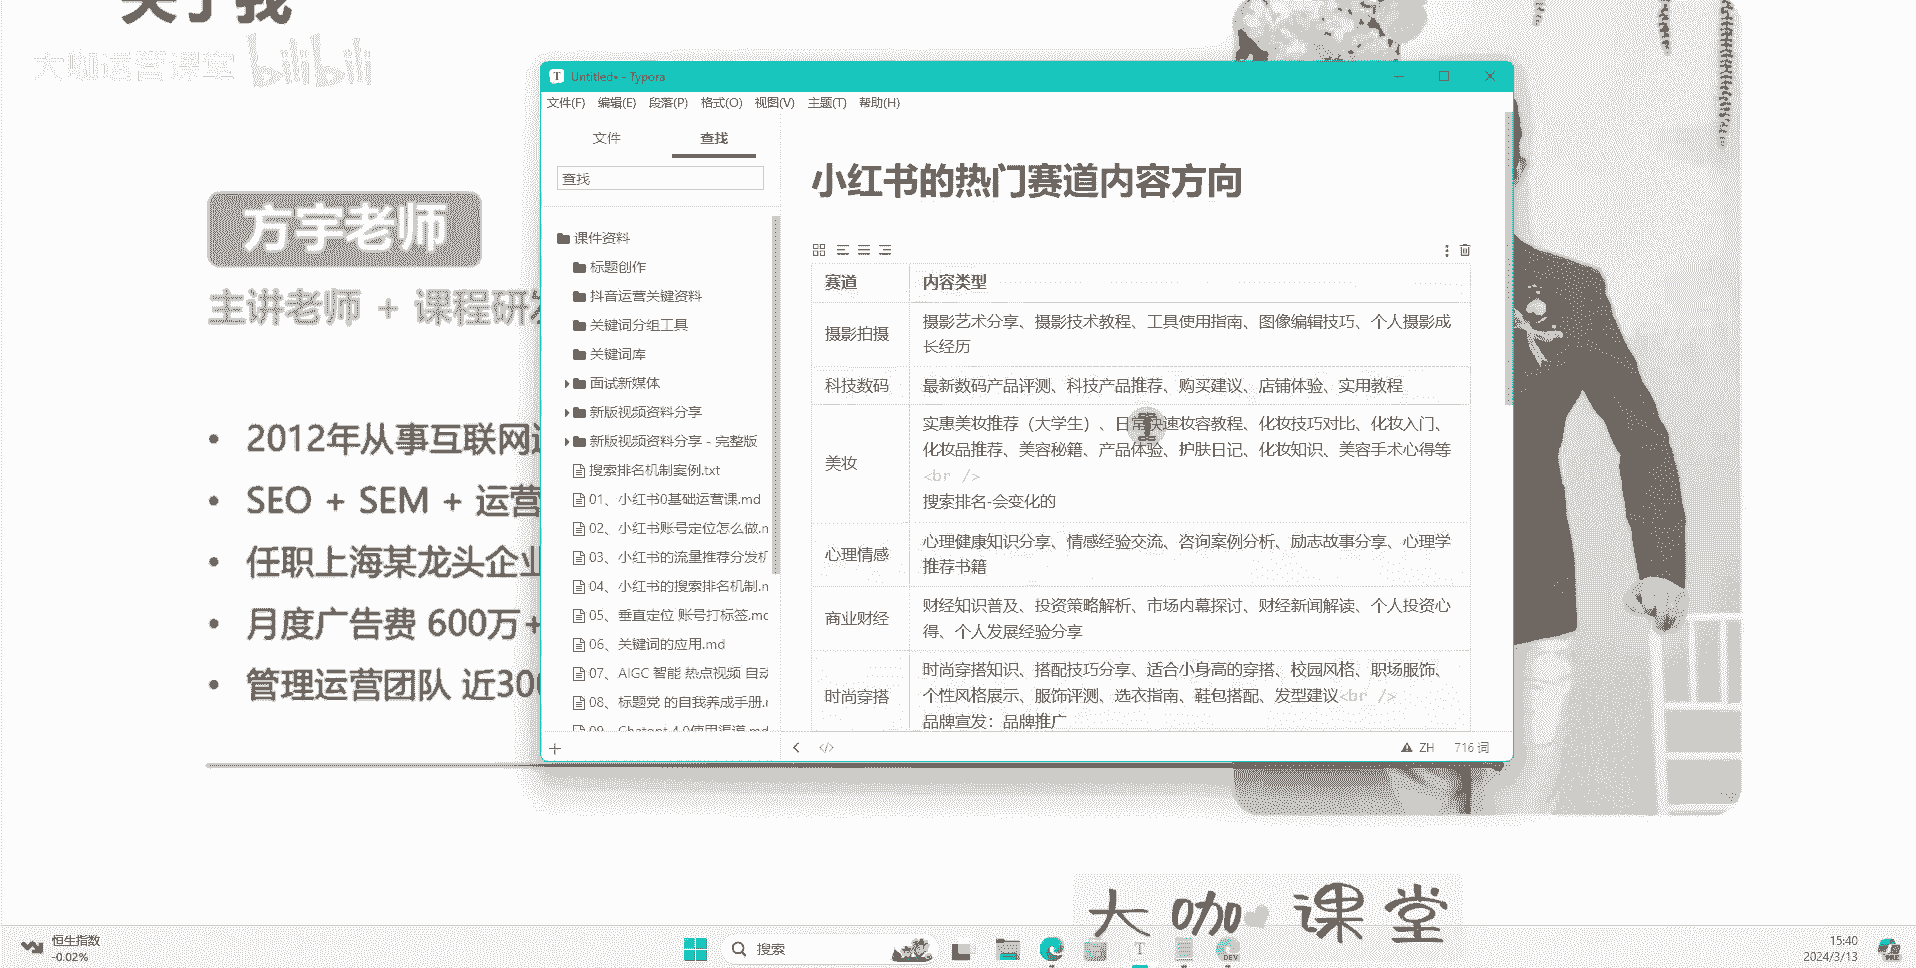 关于我
大咖运营课堂 bilibili
方宇老师
主讲老师 + 课程研发
2012年从事互联网
SEO + SEM + 运营
任职上海某龙头企业
月度广告费 600万+
管理运营团队 近300
Untitled• - Typora
文件(F) 编辑(E) 段落(P) 格式(O) 视图(V) 主题(T) 帮助(H)
文件 查找
查找
课件资料
标题创作
抖音运营关键资料
关键词分组工具
关键词库
面试新媒体
新版视频资料分享
新版视频资料分享 - 完整版
搜索排名机制案例.txt
01、小红书0基础运营课.md
02、小红书账号定位怎么做.m
03、小红书的流量推荐分发机
04、小红书的搜索排名机制.m
05、垂直定位 账号打标签.mc
06、关键词的应用.md
07、AIGC 智能 热点视频 自动
08、标题党 的自我养成手册.r
09、Chatgpt 4.0使用渠道.md
小红书的热门赛道内容方向
赛道 内容类型
摄影拍摄 摄影艺术分享、摄影技术教程、工具使用指南、图像编辑技巧、个人摄影成
长经历
科技数码 最新数码产品评测、科技产品推荐、购买建议、店铺体验、实用教程
美妆 实惠美妆推荐（大学生）、日常快速妆容教程、化妆技巧对比、化妆入门、
化妆品推荐、美容秘籍、产品体验、护肤日记、化妆知识、美容手术心得等
<br />
搜索排名-会变化的
心理情感 心理健康知识分享、情感经验交流、咨询案例分析、励志故事分享、心理学
推荐书籍
商业财经 财经知识普及、投资策略解析、市场内幕探讨、财经新闻解读、个人投资心
得、个人发展经验分享
时尚穿搭 时尚穿搭知识、搭配技巧分享、适合小身高的穿搭、校园风格、职场服饰、
个性风格展示、服饰评测、选衣指南、鞋包搭配、发型建议<br />
品牌宣发：品牌推广
ZH 716 词
大咖课堂
恒生指数
-0.02%
搜索
T
DEV
15:40
2024/3/13
PRE